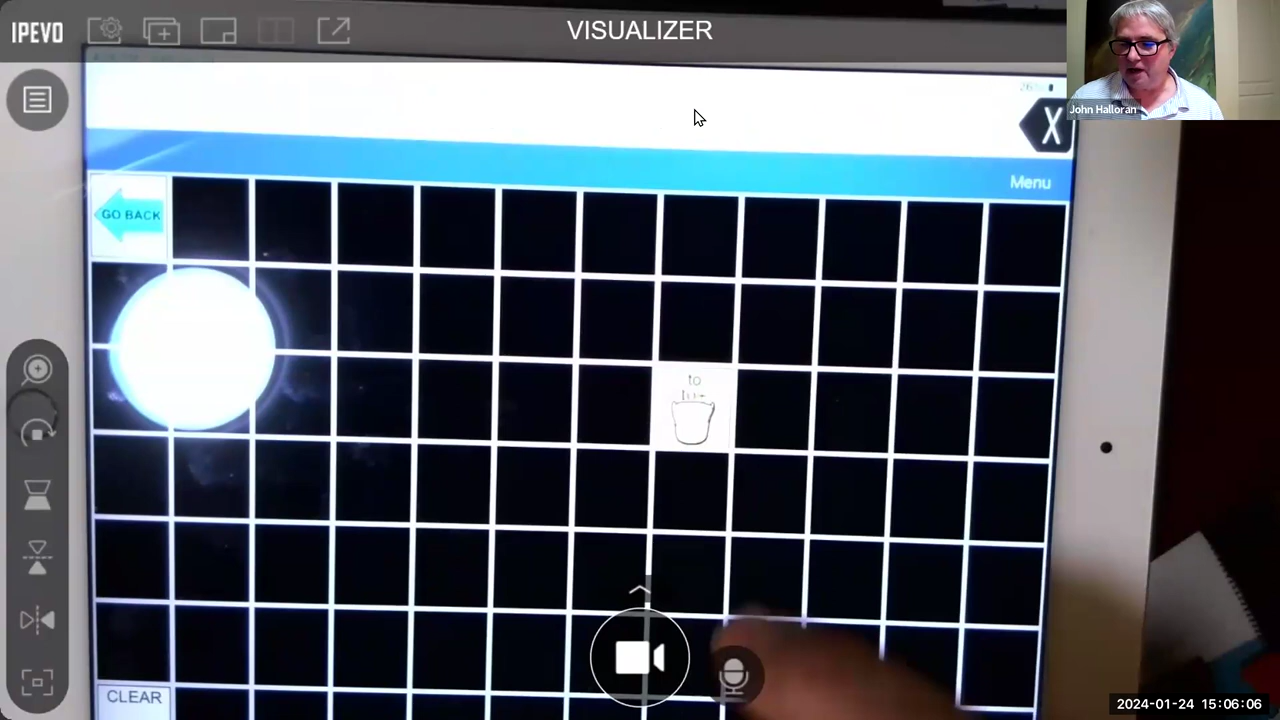 IPEVO
VISUALIZER
John Halloran
X
Menu
GO BACK
to
CLEAR
2024-01-24 15:06:06